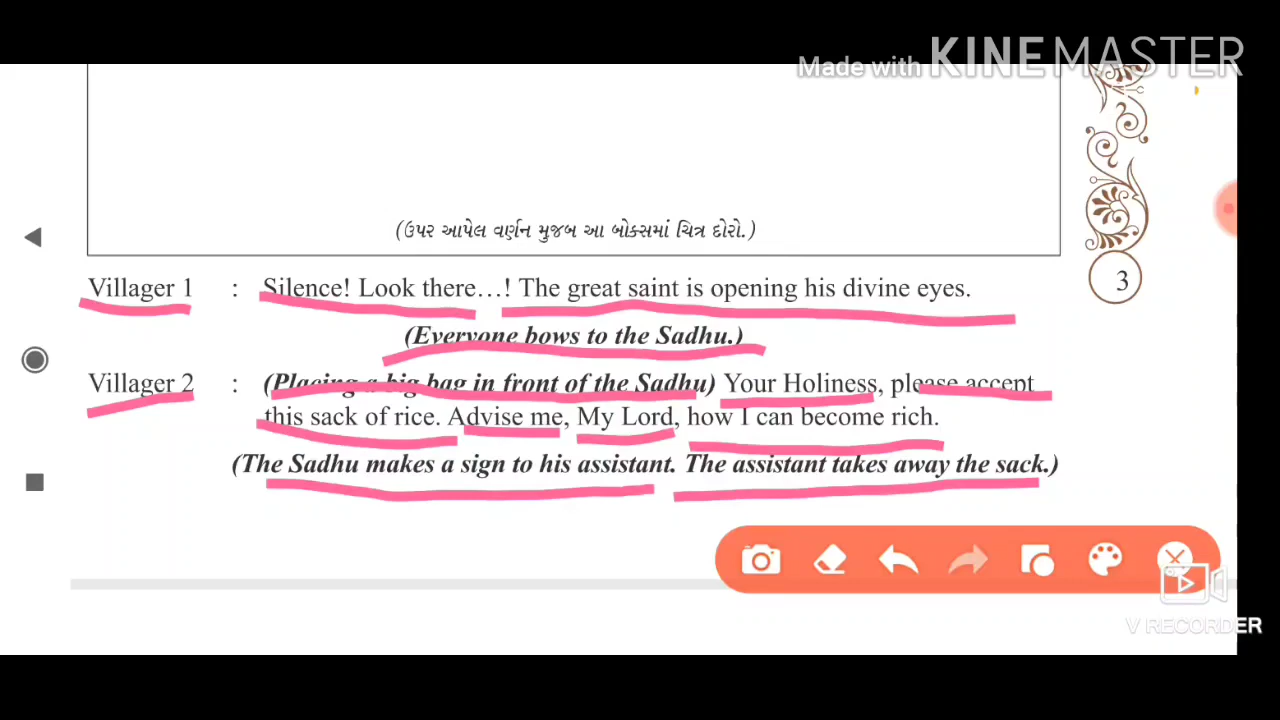 Made with KINEMASTER
(ઉપર આપેલ વર્ણન મુજબ આ બોક્સમાં ચિત્ર દોરો.)
Villager 1 : Silence! Look there...! The great saint is opening his divine eyes.
3
(Everyone bows to the Sadhu.)
Villager 2 : (Placing a big bag in front of the Sadhu) Your Holiness, please accept
this sack of rice. Advise me, My Lord, how I can become rich.
(The Sadhu makes a sign to his assistant. The assistant takes away the sack.)
V RECORDER